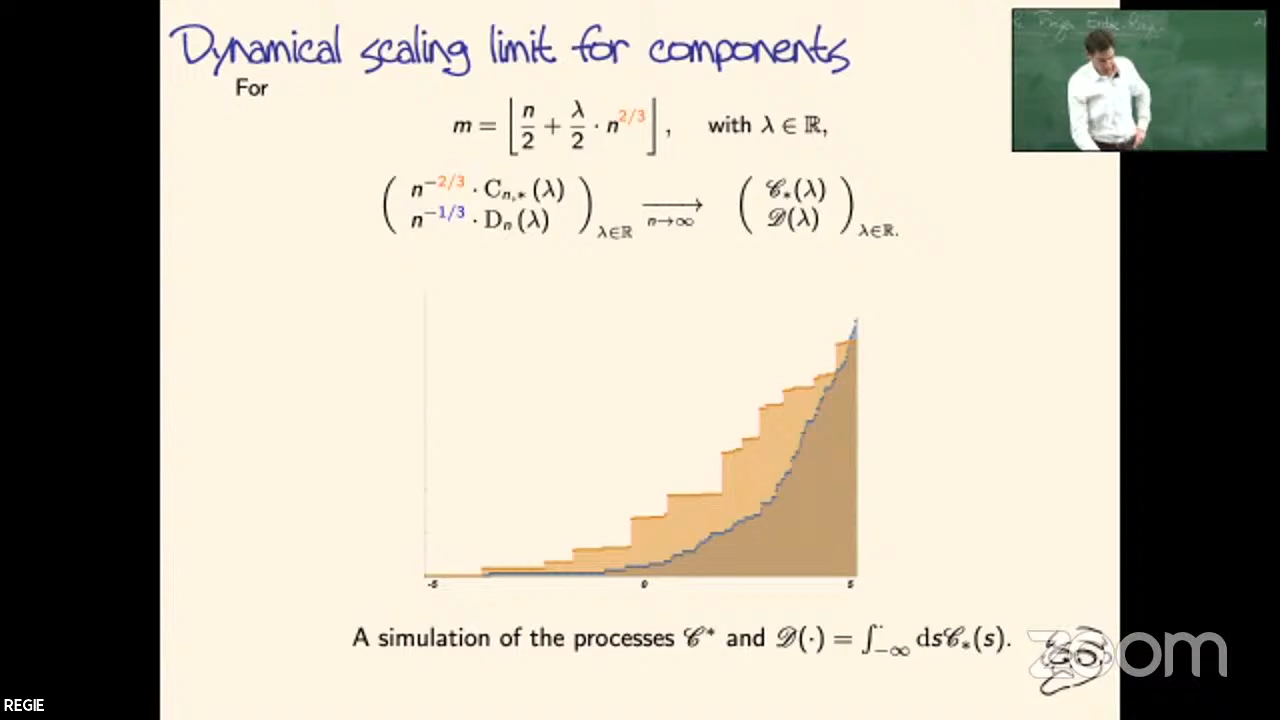 Dynamical scaling limit for components
For
m = ⌊ n/2 + λ/2 · n^{2/3} ⌋ , with λ ∈ ℝ,
( n^{−2/3} · C_{n,*}(λ) ; n^{−1/3} · D_n(λ) )_{λ∈ℝ} ⟶_{n→∞} ( 𝒞_*(λ) ; 𝒟(λ) )_{λ∈ℝ.}
-5 0 5
A simulation of the processes 𝒞* and 𝒟(·) = ∫_{−∞}^{·} ds𝒞_*(s).
zoom
REGIE